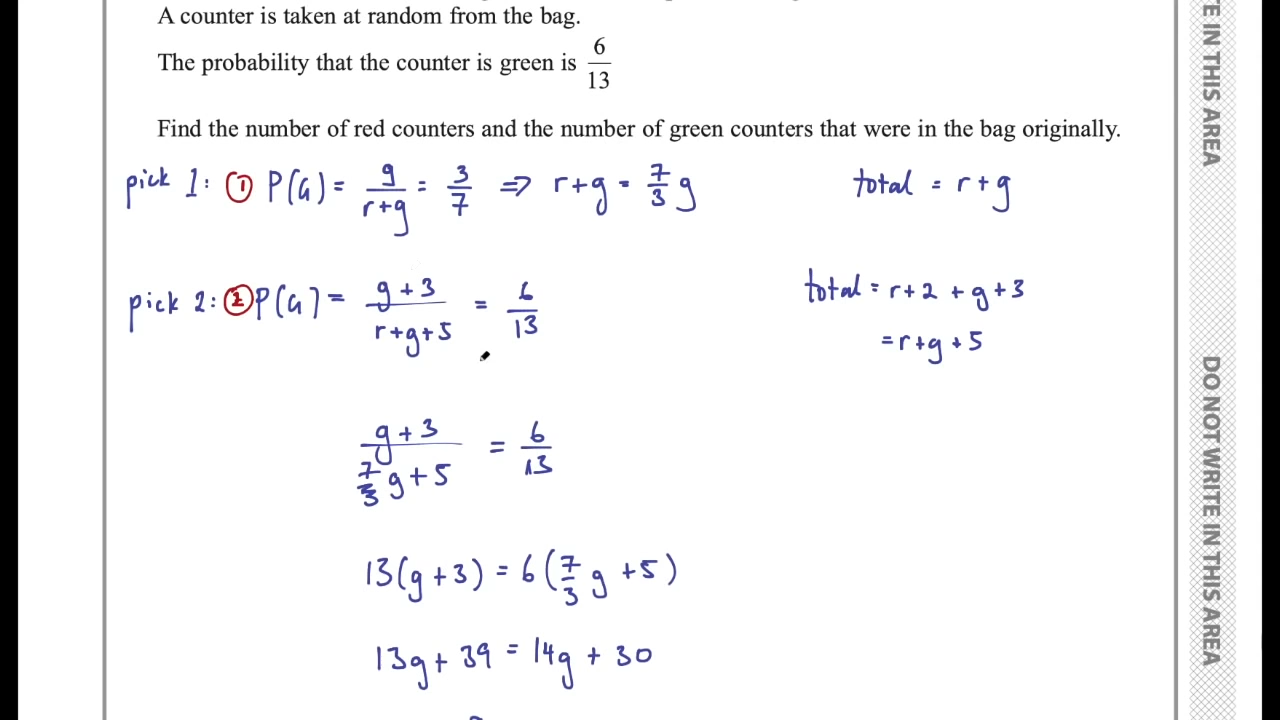 A counter is taken at random from the bag.
The probability that the counter is green is 6/13
Find the number of red counters and the number of green counters that were in the bag originally.
pick 1: ① P(G) = g/(r+g) = 3/7 ⇒ r+g = 7/3 g
total = r+g
pick 2: ② P(G) = (g+3)/(r+g+5) = 6/13
total = r+2 + g+3
= r+g+5
(g+3)/(7/3 g+5) = 6/13
13(g+3) = 6(7/3 g +5)
13g + 39 = 14g + 30
TE IN THIS AREA
DO NOT WRITE IN THIS AREA